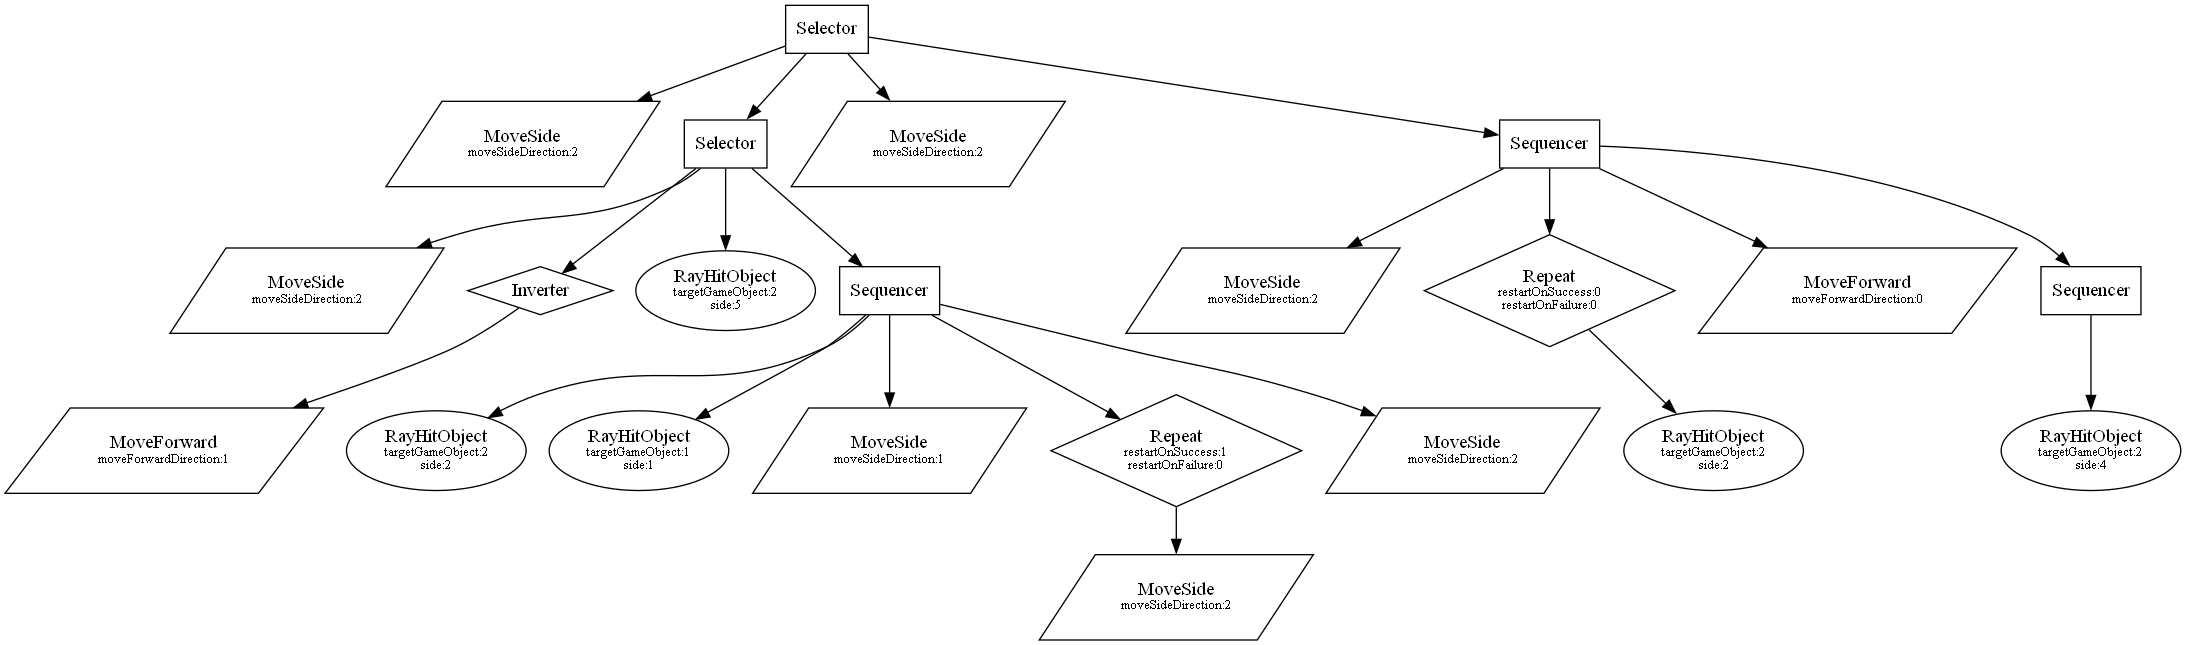 Selector
MoveSide
moveSideDirection:2
Selector
MoveSide
moveSideDirection:2
Sequencer
MoveSide
moveSideDirection:2
Inverter
RayHitObject
targetGameObject:2
side:5
Sequencer
MoveSide
moveSideDirection:2
Repeat
restartOnSuccess:0
restartOnFailure:0
MoveForward
moveForwardDirection:0
Sequencer
MoveForward
moveForwardDirection:1
RayHitObject
targetGameObject:2
side:2
RayHitObject
targetGameObject:1
side:1
MoveSide
moveSideDirection:1
Repeat
restartOnSuccess:1
restartOnFailure:0
MoveSide
moveSideDirection:2
RayHitObject
targetGameObject:2
side:2
RayHitObject
targetGameObject:2
side:4
MoveSide
moveSideDirection:2